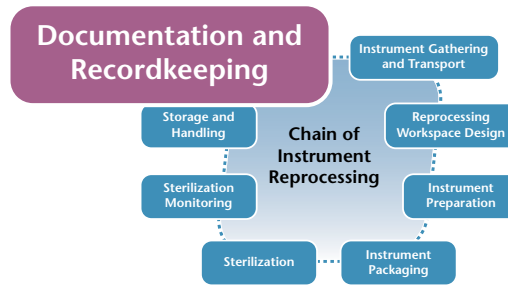 Documentation and
Recordkeeping
Instrument Gathering
and Transport
Storage and
Handling
Chain of
Instrument
Reprocessing
Reprocessing
Workspace Design
Sterilization
Monitoring
Instrument
Preparation
Sterilization
Instrument
Packaging